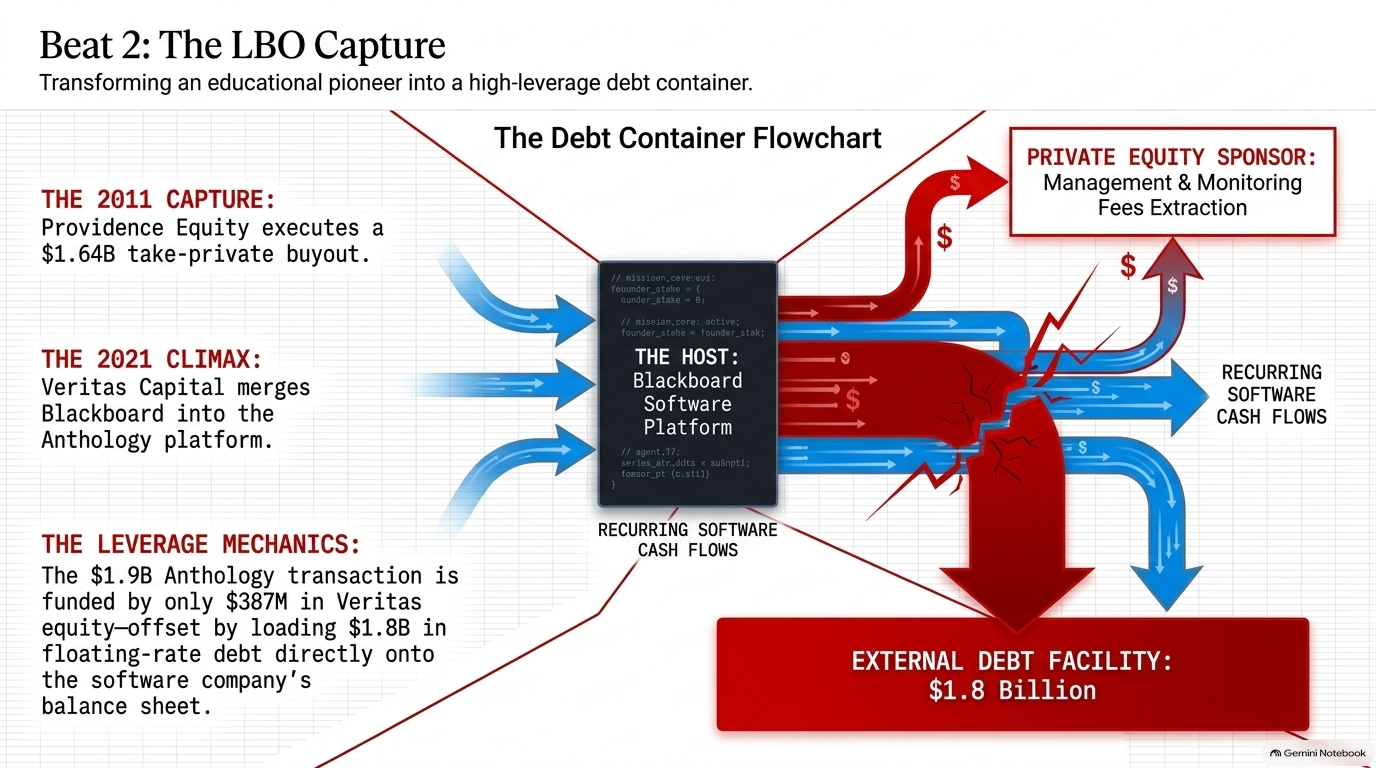 Beat 2: The LBO Capture
Transforming an educational pioneer into a high-leverage debt container.
The Debt Container Flowchart
THE 2011 CAPTURE:
Providence Equity executes a
$1.64B take-private buyout.
THE 2021 CLIMAX:
Veritas Capital merges
Blackboard into the
Anthology platform.
THE LEVERAGE MECHANICS:
The $1.9B Anthology transaction is
funded by only $387M in Veritas
equity—offset by loading $1.8B in
floating-rate debt directly onto
the software company's
balance sheet.
founder_stake = founder_stak;
THE HOST:
Blackboard
Software
Platform
RECURRING SOFTWARE
CASH FLOWS
$
$
$
$
$
$
$
PRIVATE EQUITY SPONSOR:
Management & Monitoring
Fees Extraction
RECURRING
SOFTWARE
CASH FLOWS
EXTERNAL DEBT FACILITY:
$1.8 Billion
Gemini Notebook